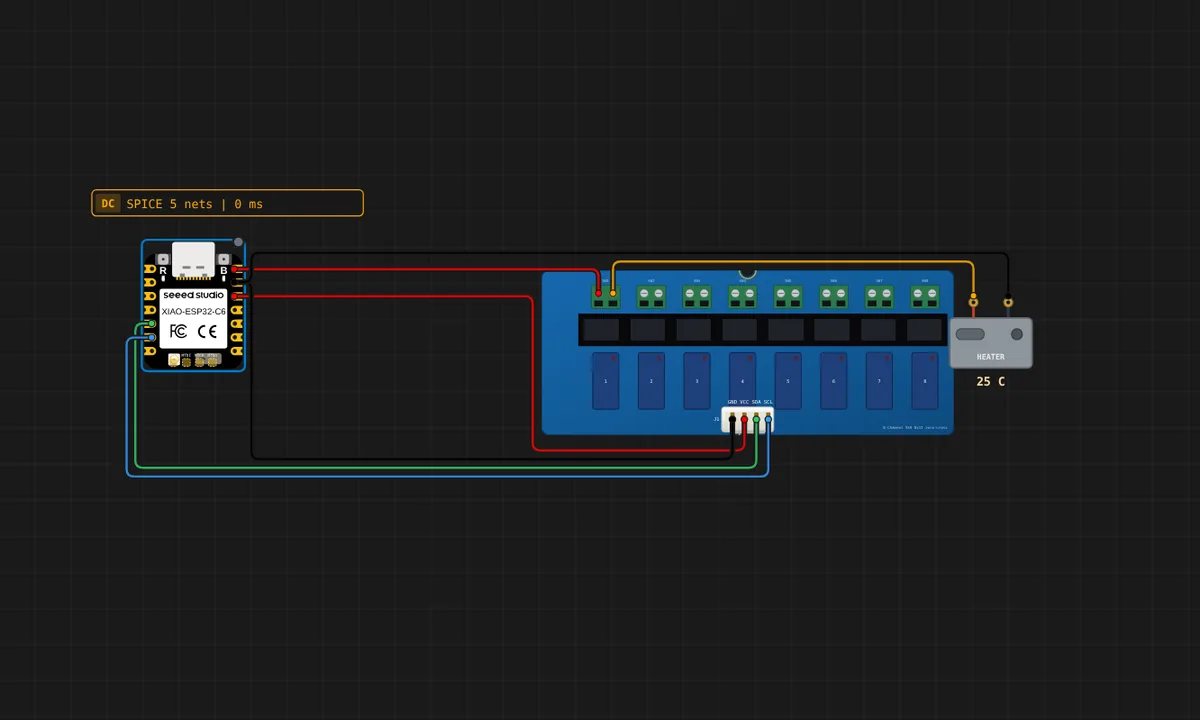 DC SPICE 5 nets | 0 ms
R B
seeed studio
XIAO-ESP32-C6
FC CE
1 2 3 4 5 6 7 8
HEATER
25 C
GND VCC SDA SCL
J1